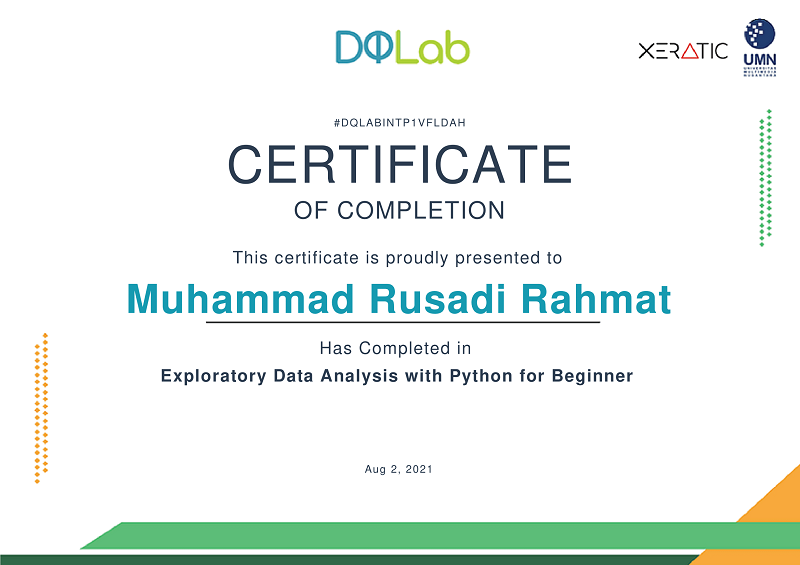 DQLab
XERATIC
UMN
UNIVERSITAS
MULTIMEDIA
NUSANTARA
#DQLABINTP1VFLDAH
CERTIFICATE
OF COMPLETION
This certificate is proudly presented to
Muhammad Rusadi Rahmat
Has Completed in
Exploratory Data Analysis with Python for Beginner
Aug 2, 2021